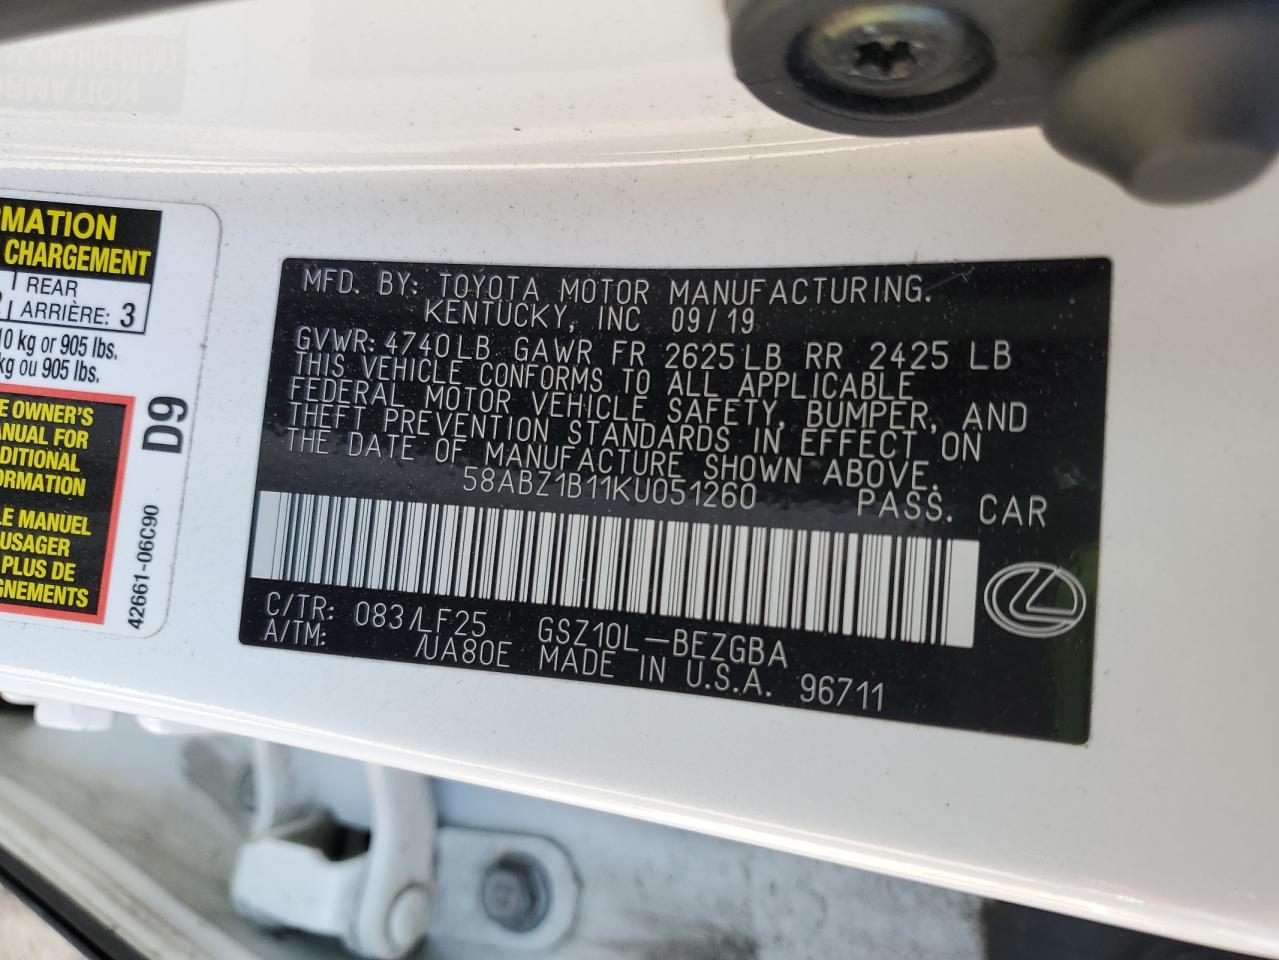 RMATION
CHARGEMENT
REAR
ARRIÈRE: 3
10 kg or 905 lbs.
kg ou 905 lbs.
E OWNER'S
ANUAL FOR
DITIONAL
ORMATION
LE MANUEL
USAGER
PLUS DE
GNEMENTS
D9
42661-06C90
MFD. BY: TOYOTA MOTOR MANUFACTURING.
KENTUCKY, INC 09/19
GVWR: 4740LB GAWR FR 2625LB RR 2425 LB
THIS VEHICLE CONFORMS TO ALL APPLICABLE
FEDERAL MOTOR VEHICLE SAFETY, BUMPER, AND
THEFT PREVENTION STANDARDS IN EFFECT ON
THE DATE OF MANUFACTURE SHOWN ABOVE.
58ABZ1B11KU051260 PASS. CAR
C/TR: 083/LF25 GSZ10L-BEZGBA
A/TM: /UA80E MADE IN U.S.A. 96711